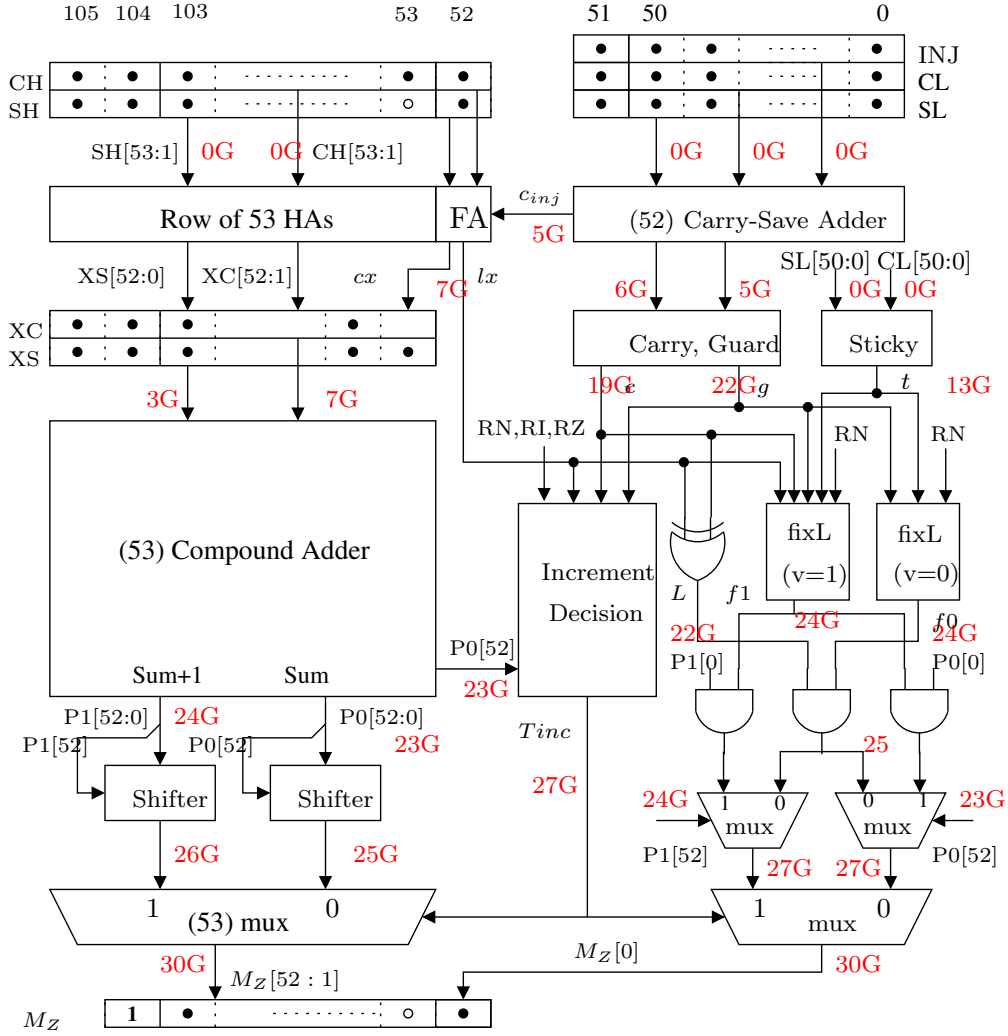 105 104 103 53 52 51 50 0
CH INJ
CL
SH SL
SH[53:1] 0G 0G CH[53:1] 0G 0G 0G
Row of 53 HAs FA c_inj (52) Carry-Save Adder
5G
XS[52:0] XC[52:1] cx 7G lx 6G 5G SL[50:0] CL[50:0]
0G 0G
XC Carry, Guard Sticky
XS
3G 7G 19G c 22G g t 13G
RN,RI,RZ RN RN
(53) Compound Adder fixL fixL
Increment (v=1) (v=0)
Decision L f1 24G f0
22G 24G
P0[52] P1[0] P0[0]
Sum+1 Sum 23G
P1[52:0] 24G P0[52:0] Tinc
P1[52] P0[52] 23G 25
Shifter Shifter 27G 24G 1 0 0 1 23G
mux mux
26G 25G P1[52] 27G 27G P0[52]
1 0 1 0
(53) mux mux
30G M_Z[0] 30G
M_Z[52 : 1]
M_Z 1